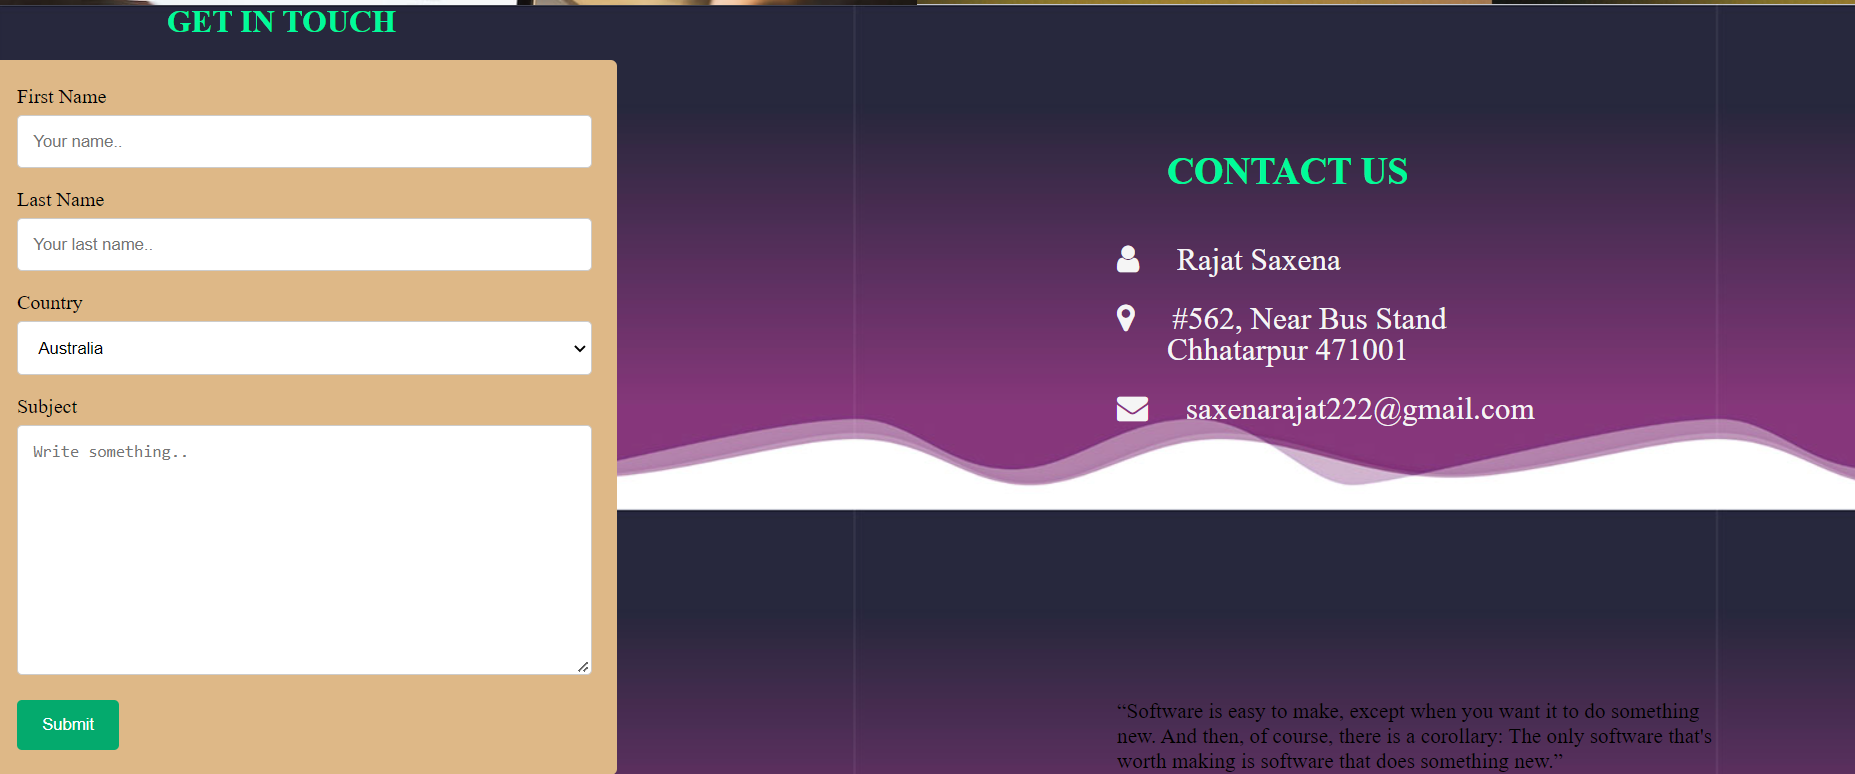 GET IN TOUCH
First Name
Your name..
Last Name
Your last name..
Country
Australia
Subject
Write something..
Submit
CONTACT US
Rajat Saxena
#562, Near Bus Stand
Chhatarpur 471001
saxenarajat222@gmail.com
“Software is easy to make, except when you want it to do something
new. And then, of course, there is a corollary: The only software that's
worth making is software that does something new.”